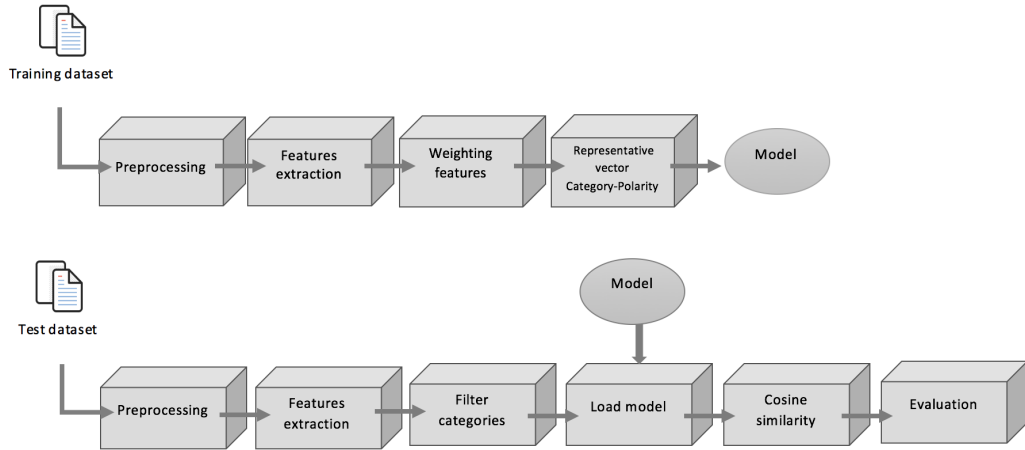 Training dataset
Preprocessing
Features
extraction
Weighting
features
Representative
vector
Category-Polarity
Model
Test dataset
Model
Preprocessing
Features
extraction
Filter
categories
Load model
Cosine
similarity
Evaluation